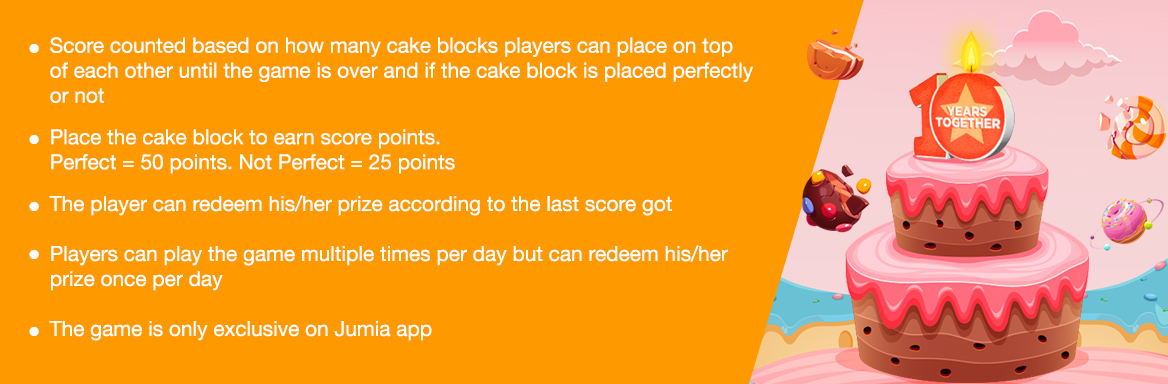 Score counted based on how many cake blocks players can place on top
of each other until the game is over and if the cake block is placed perfectly
or not
Place the cake block to earn score points.
Perfect = 50 points. Not Perfect = 25 points
The player can redeem his/her prize according to the last score got
Players can play the game multiple times per day but can redeem his/her
prize once per day
The game is only exclusive on Jumia app
10
YEARS
TOGETHER